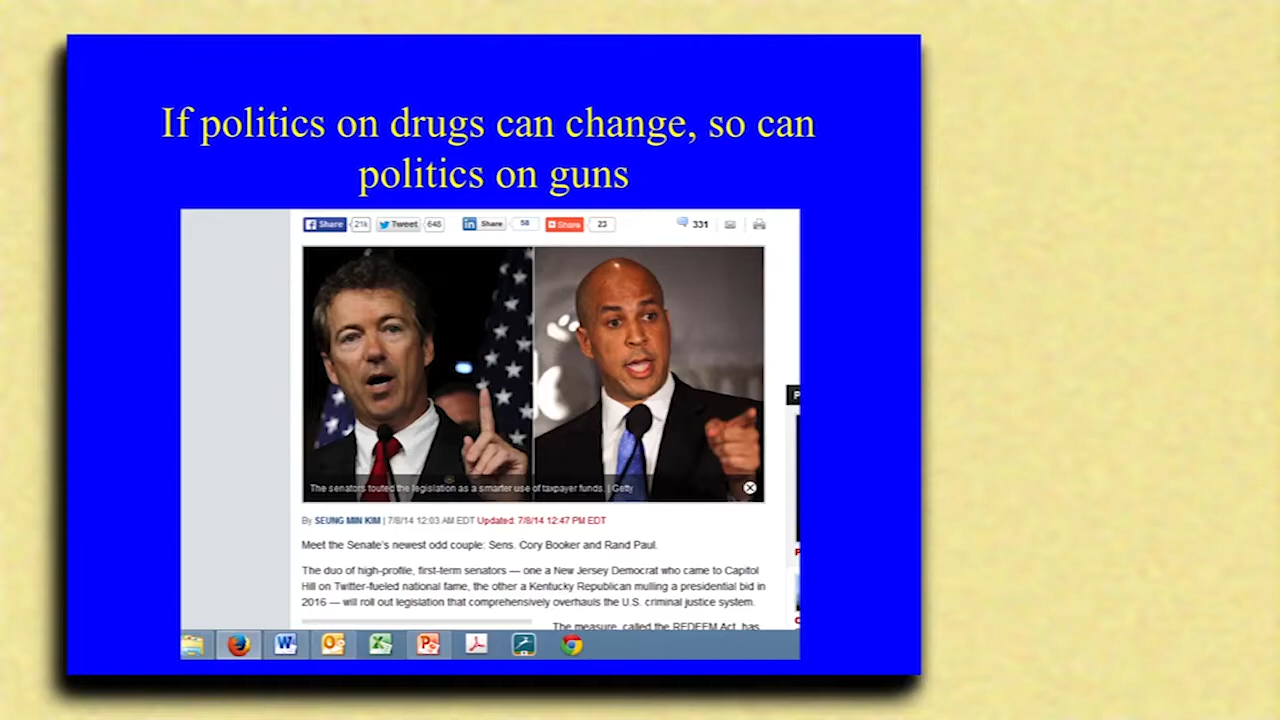 If politics on drugs can change, so can
politics on guns
Share 21k Tweet 648 in Share 58 Share 23 331
The senators touted the legislation as a smarter use of taxpayer funds. | Getty
By SEUNG MIN KIM | 7/8/14 12:03 AM EDT Updated: 7/8/14 12:47 PM EDT
Meet the Senate's newest odd couple: Sens. Cory Booker and Rand Paul.
The duo of high-profile, first-term senators — one a New Jersey Democrat who came to Capitol
Hill on Twitter-fueled national fame, the other a Kentucky Republican mulling a presidential bid in
2016 — will roll out legislation that comprehensively overhauls the U.S. criminal justice system.
The measure, called the REDEEM Act, has